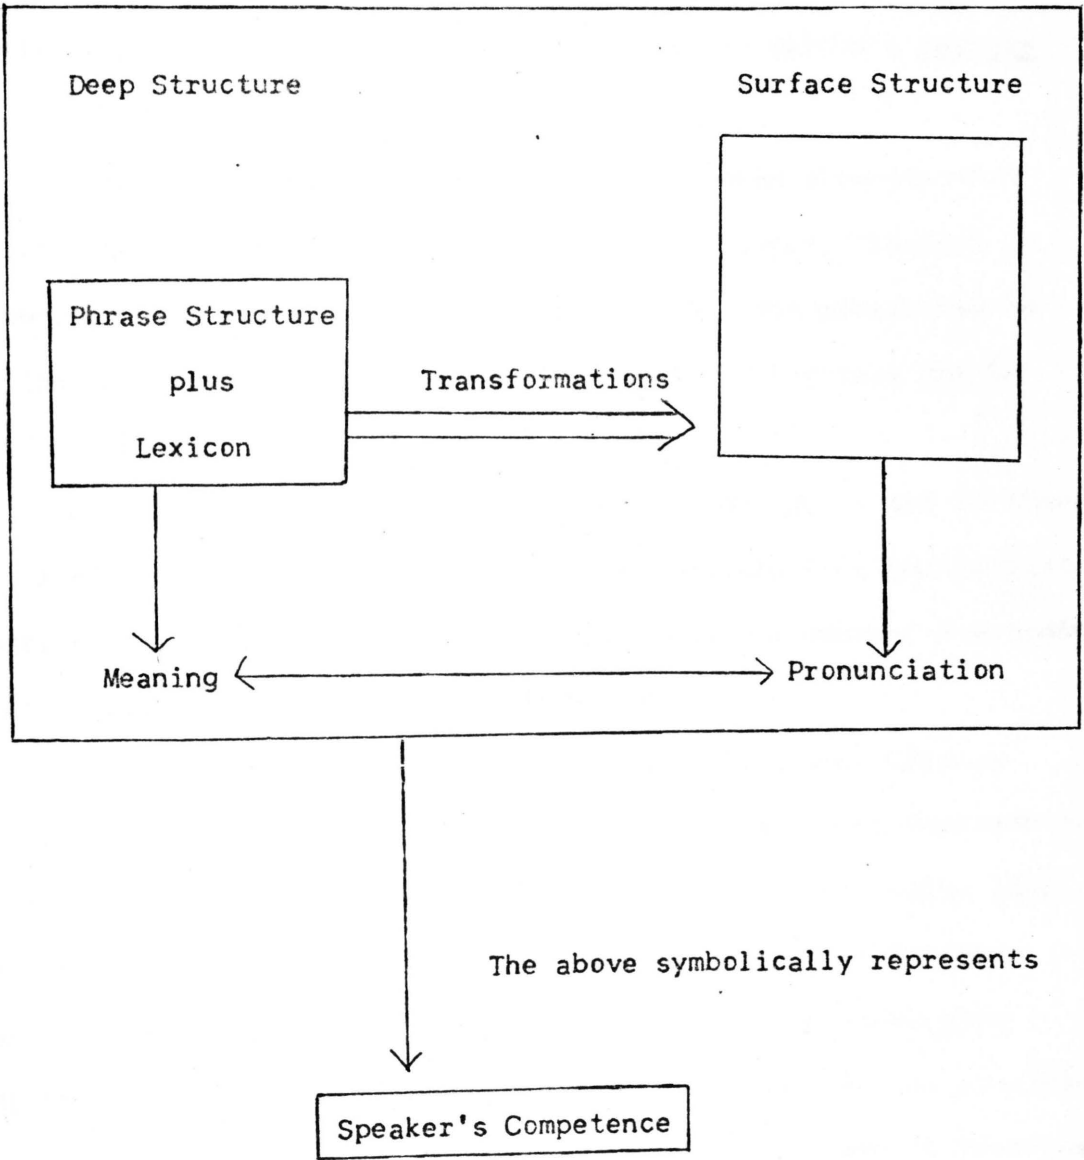 Deep Structure
Surface Structure
Phrase Structure
plus
Lexicon
Transformations
Meaning
Pronunciation
The above symbolically represents
Speaker's Competence